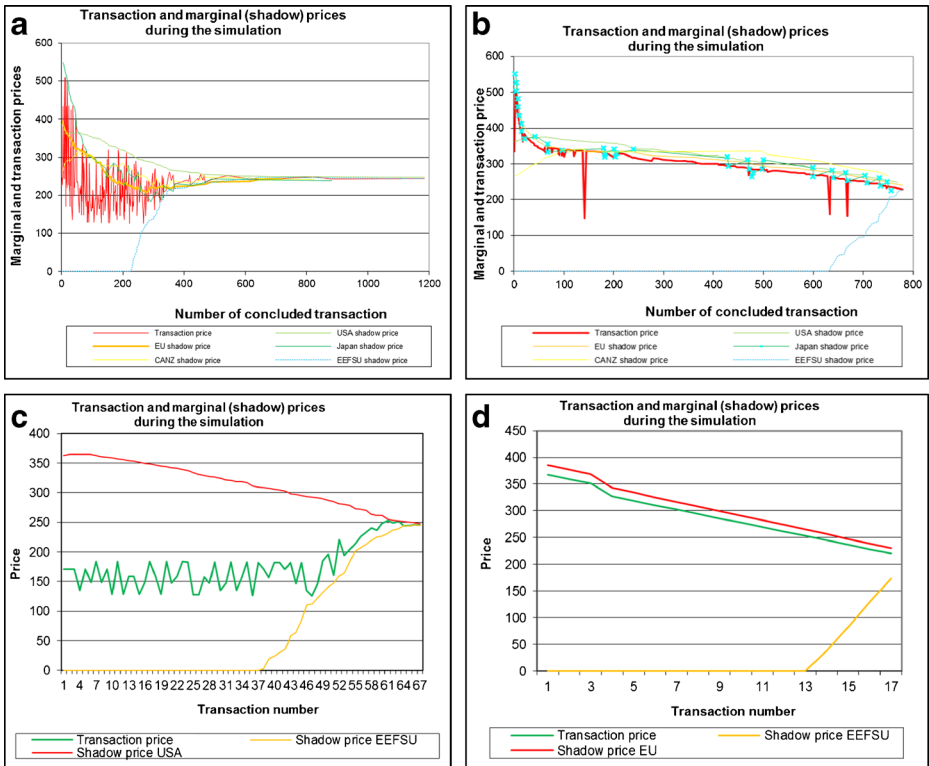 a
Transaction and marginal (shadow) prices
during the simulation
Marginal and transaction prices
600
500
400
300
200
100
0
0 200 400 600 800 1000 1200
Number of concluded transaction
Transaction price
USA shadow price
EU shadow price
Japan shadow price
CANZ shadow price
EEFSU shadow price
b
Transaction and marginal (shadow) prices
during the simulation
Marginal and transaction price
600
500
400
300
200
100
0
0 100 200 300 400 500 600 700 800
Number of concluded transaction
Transaction price
USA shadow price
EU shadow price
Japan shadow price
CANZ shadow price
EEFSU shadow price
c
Transaction and marginal (shadow) prices
during the simulation
Price
400
350
300
250
200
150
100
50
0
1 4 7 10 13 16 19 22 25 28 31 34 37 40 43 46 49 52 55 58 61 64 67
Transaction number
Transaction price
Shadow price EEFSU
Shadow price USA
d
Transaction and marginal (shadow) prices
during the simulation
Price
450
400
350
300
250
200
150
100
50
0
1 3 5 7 9 11 13 15 17
Transaction number
Transaction price
Shadow price EEFSU
Shadow price EU